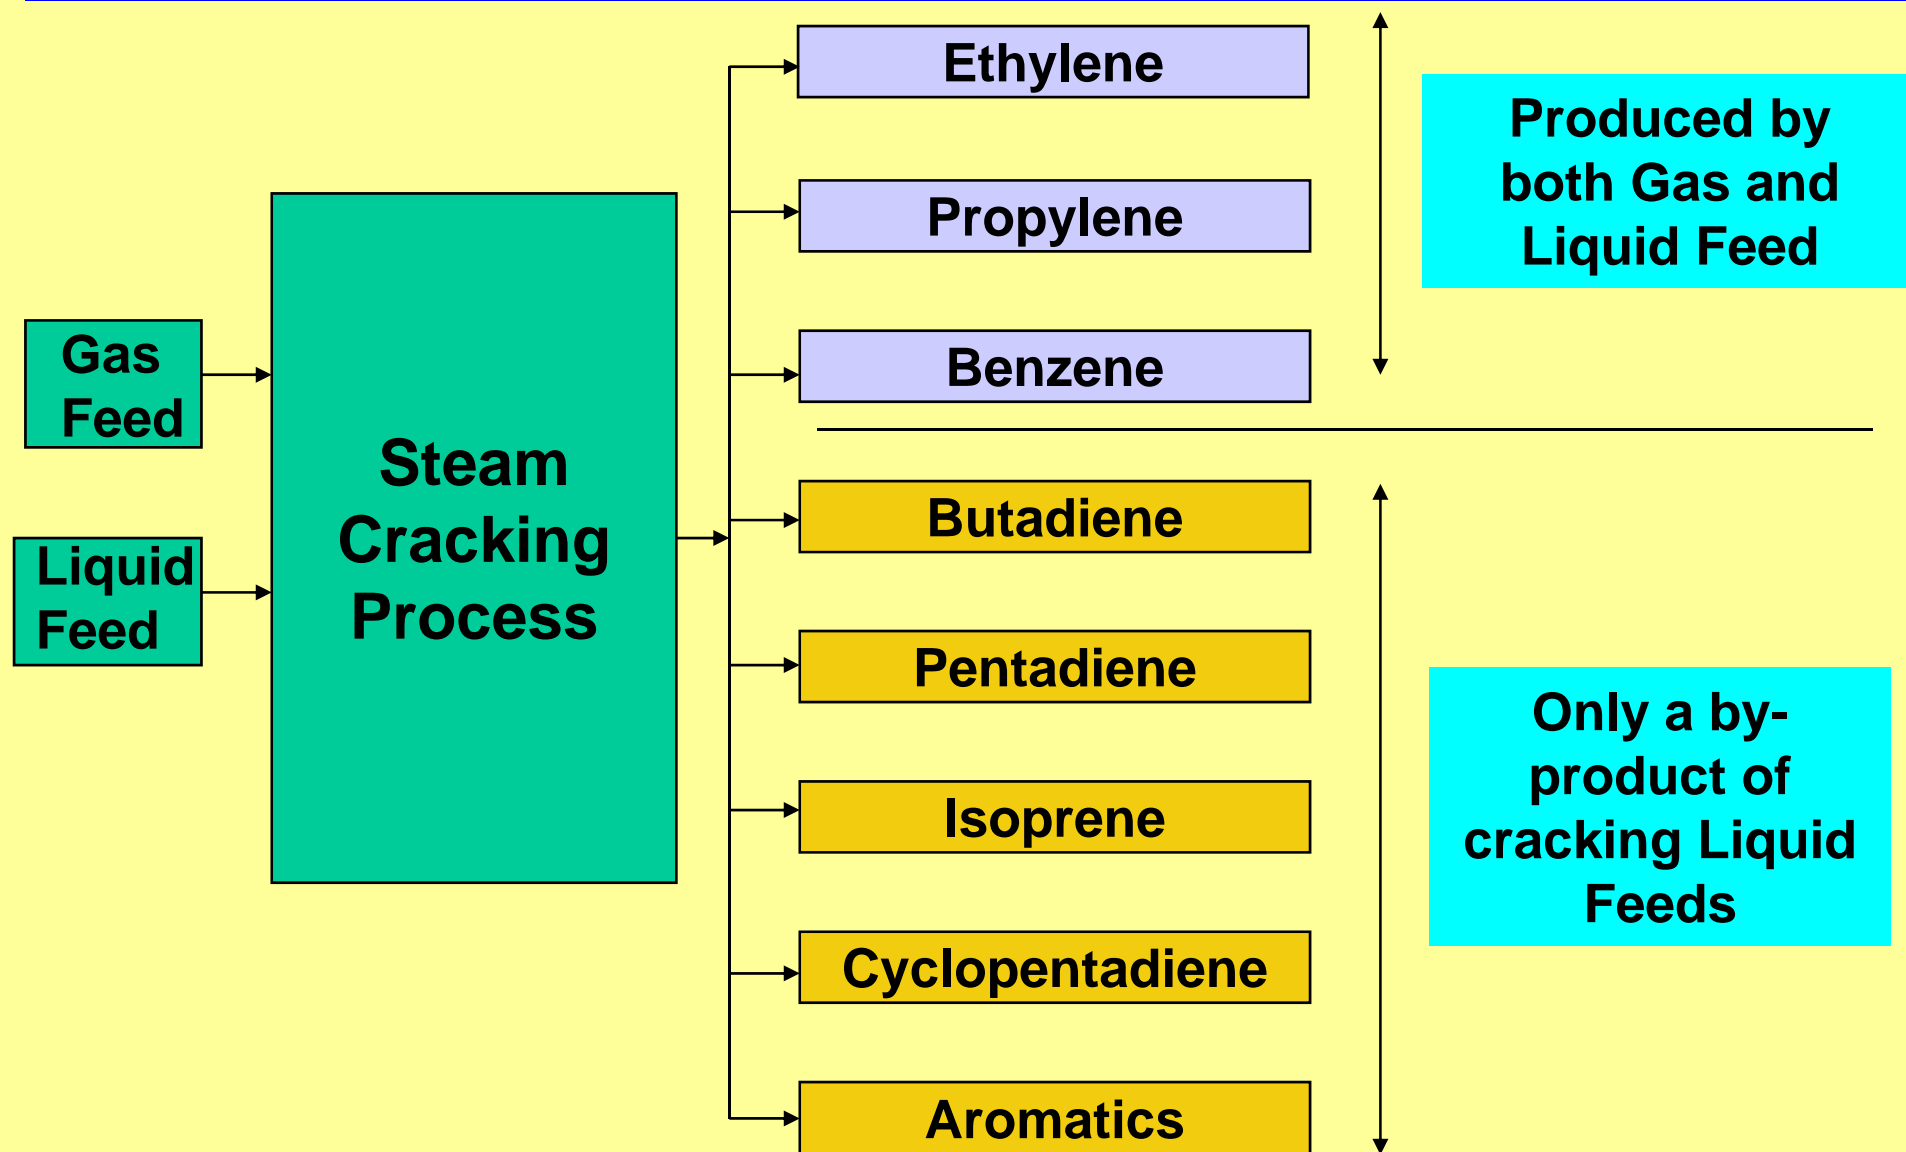 Gas
Feed
Liquid
Feed
Steam
Cracking
Process
Ethylene
Propylene
Benzene
Butadiene
Pentadiene
Isoprene
Cyclopentadiene
Aromatics
Produced by
both Gas and
Liquid Feed
Only a by-
product of
cracking Liquid
Feeds